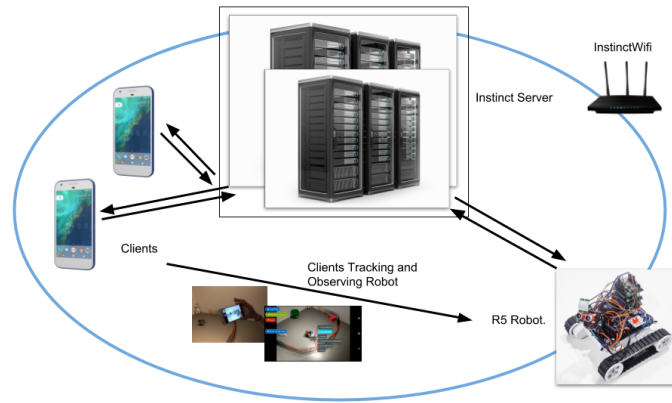 InstinctWifi
Instinct Server
Clients
Clients Tracking and
Observing Robot
R5 Robot.